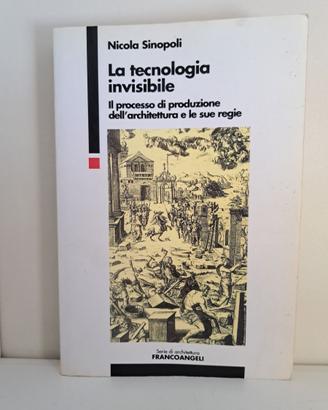 Nicola Sinopoli
La tecnologia
invisibile
Il processo di produzione
dell'architettura e le sue regie
Serie di architettura
FRANCOANGELI